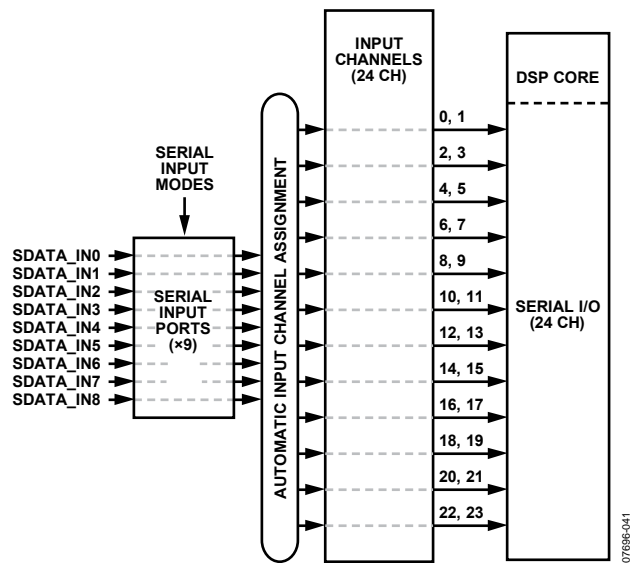 INPUT
CHANNELS
(24 CH)
DSP CORE
SERIAL
INPUT
MODES
SDATA_IN0
SDATA_IN1
SDATA_IN2
SDATA_IN3
SDATA_IN4
SDATA_IN5
SDATA_IN6
SDATA_IN7
SDATA_IN8
SERIAL
INPUT
PORTS
(×9)
AUTOMATIC INPUT CHANNEL ASSIGNMENT
0, 1
2, 3
4, 5
6, 7
8, 9
10, 11
12, 13
14, 15
16, 17
18, 19
20, 21
22, 23
SERIAL I/O
(24 CH)
07696-041